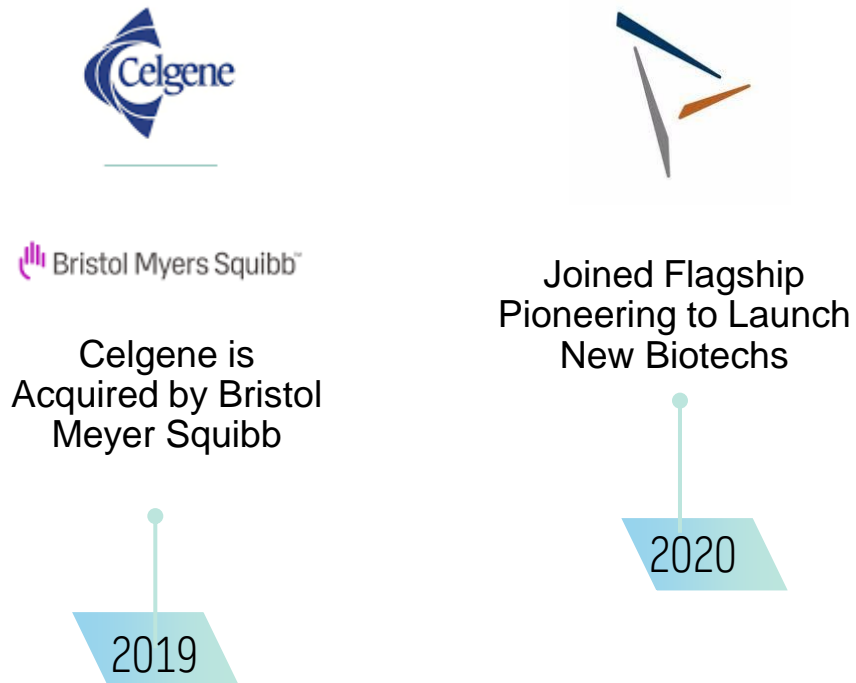 Celgene
Bristol Myers Squibb™
Celgene is
Acquired by Bristol
Meyer Squibb
2019
Joined Flagship
Pioneering to Launch
New Biotechs
2020